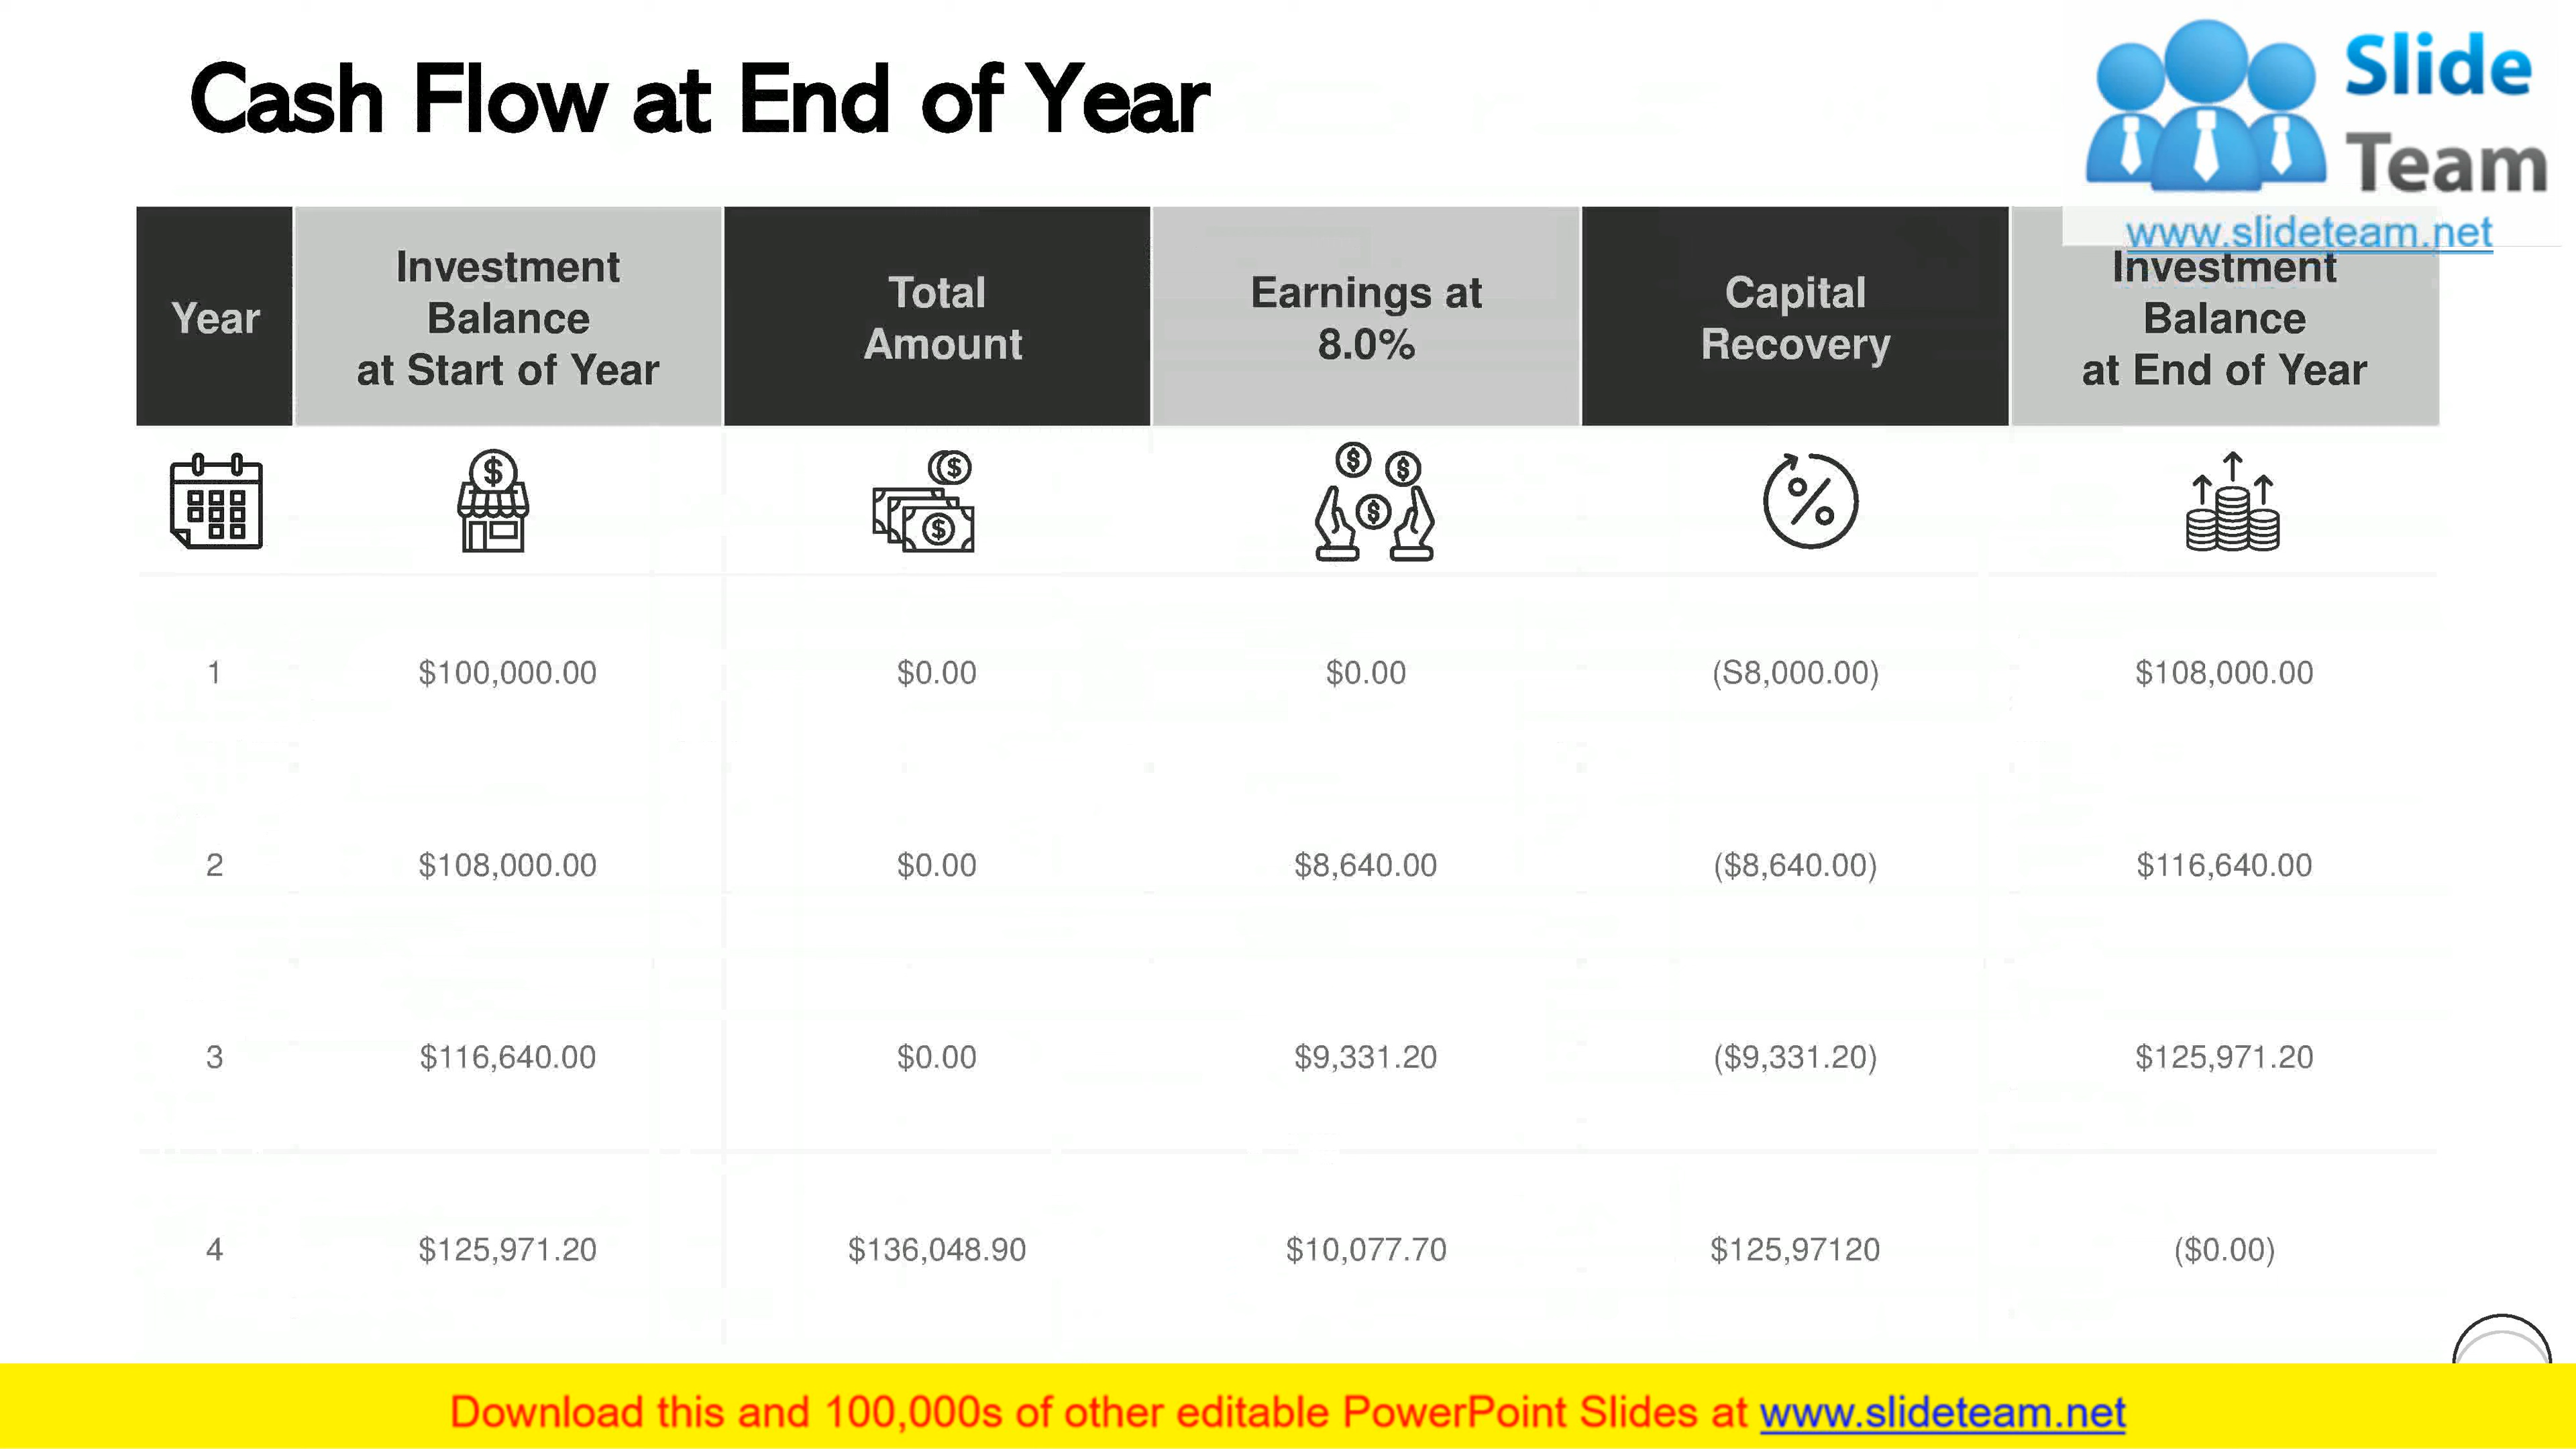 Cash Flow at End of Year
Slide
Team
www.slideteam.net
Year
Investment
Balance
at Start of Year
Total
Amount
Earnings at
8.0%
Capital
Recovery
Investment
Balance
at End of Year
1 $100,000.00 $0.00 $0.00 (S8,000.00) $108,000.00
2 $108,000.00 $0.00 $8,640.00 ($8,640.00) $116,640.00
3 $116,640.00 $0.00 $9,331.20 ($9,331.20) $125,971.20
4 $125,971.20 $136,048.90 $10,077.70 $125,97120 ($0.00)
Download this and 100,000s of other editable PowerPoint Slides at www.slideteam.net